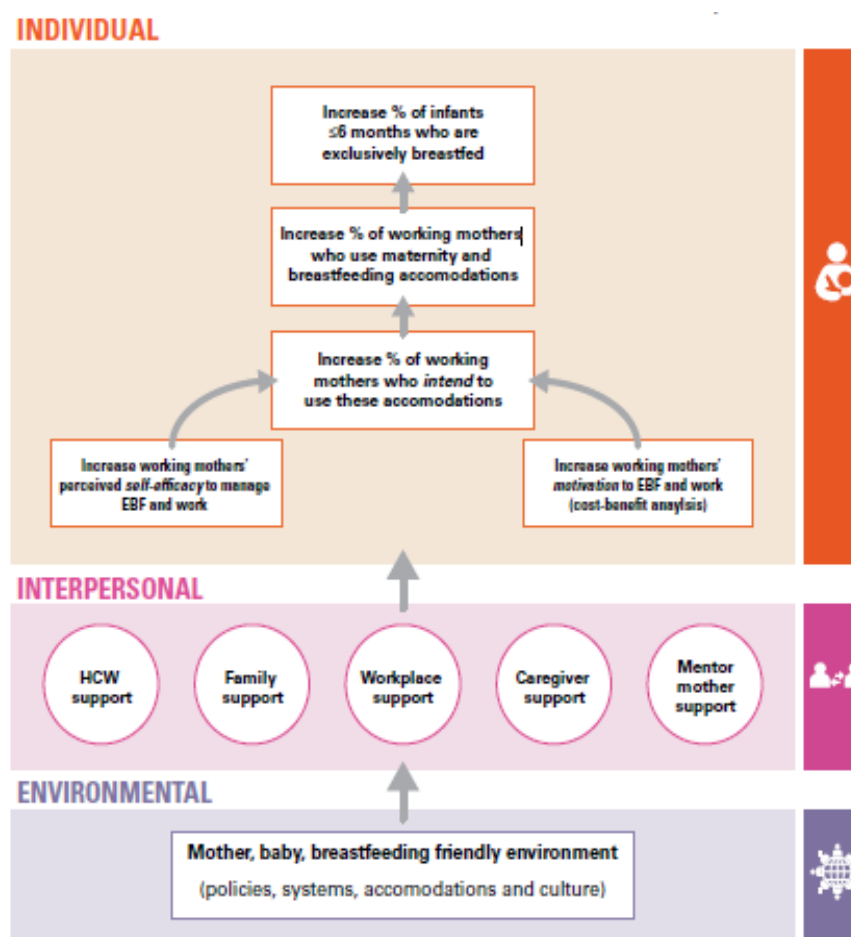 INDIVIDUAL
Increase % of infants
≤6 months who are
exclusively breastfed
Increase % of working mothers
who use maternity and
breastfeeding accomodations
Increase % of working
mothers who intend to
use these accomodations
Increase working mothers'
perceived self-efficacy to manage
EBF and work
Increase working mothers'
motivation to EBF and work
(cost-benefit anaylsis)
INTERPERSONAL
HCW
support
Family
support
Workplace
support
Caregiver
support
Mentor
mother
support
ENVIRONMENTAL
Mother, baby, breastfeeding friendly environment
(policies, systems, accomodations and culture)